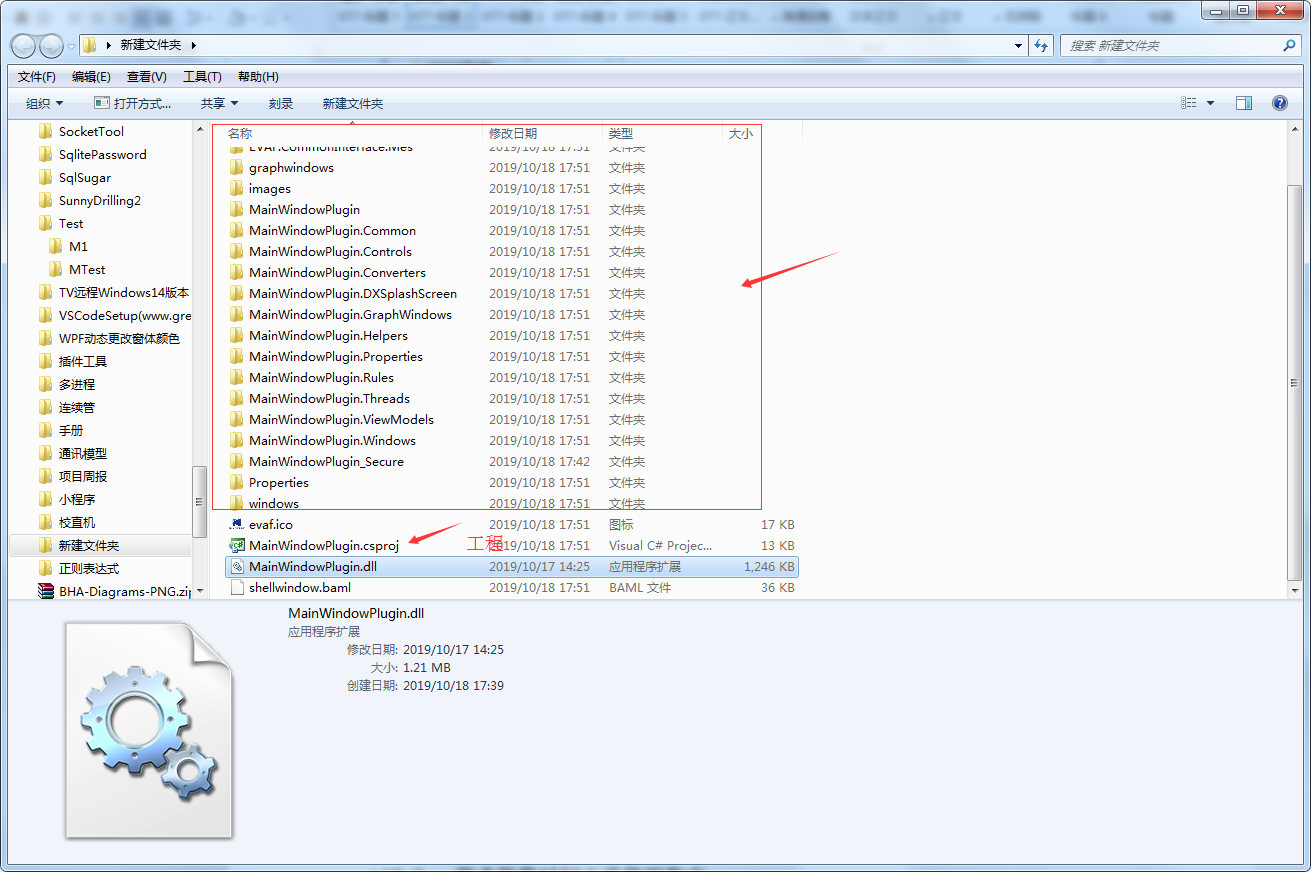 新建文件夹
搜索 新建文件夹
文件(F) 编辑(E) 查看(V) 工具(T) 帮助(H)
组织 打开方式... 共享 刻录 新建文件夹
SocketTool
SqlitePassword
SqlSugar
SunnyDrilling2
Test
M1
MTest
TV远程Windows14版本
VSCodeSetup(www.gre
WPF动态更改窗体颜色
插件工具
多进程
连续管
手册
通讯模型
项目周报
小程序
校直机
新建文件夹
正则表达式
BHA-Diagrams-PNG.zip
名称 修改日期 类型 大小
EVAF.CommonInterface.Mes 2019/10/18 17:51 文件夹
graphwindows 2019/10/18 17:51 文件夹
images 2019/10/18 17:51 文件夹
MainWindowPlugin 2019/10/18 17:51 文件夹
MainWindowPlugin.Common 2019/10/18 17:51 文件夹
MainWindowPlugin.Controls 2019/10/18 17:51 文件夹
MainWindowPlugin.Converters 2019/10/18 17:51 文件夹
MainWindowPlugin.DXSplashScreen 2019/10/18 17:51 文件夹
MainWindowPlugin.GraphWindows 2019/10/18 17:51 文件夹
MainWindowPlugin.Helpers 2019/10/18 17:51 文件夹
MainWindowPlugin.Properties 2019/10/18 17:51 文件夹
MainWindowPlugin.Rules 2019/10/18 17:51 文件夹
MainWindowPlugin.Threads 2019/10/18 17:51 文件夹
MainWindowPlugin.ViewModels 2019/10/18 17:51 文件夹
MainWindowPlugin.Windows 2019/10/18 17:51 文件夹
MainWindowPlugin_Secure 2019/10/18 17:42 文件夹
Properties 2019/10/18 17:51 文件夹
windows 2019/10/18 17:51 文件夹
evaf.ico 2019/10/18 17:51 图标 17 KB
MainWindowPlugin.csproj 工程 2019/10/18 17:51 Visual C# Projec... 13 KB
MainWindowPlugin.dll 2019/10/17 14:25 应用程序扩展 1,246 KB
shellwindow.baml 2019/10/18 17:51 BAML 文件 36 KB
MainWindowPlugin.dll
应用程序扩展
修改日期: 2019/10/17 14:25
大小: 1.21 MB
创建日期: 2019/10/18 17:39